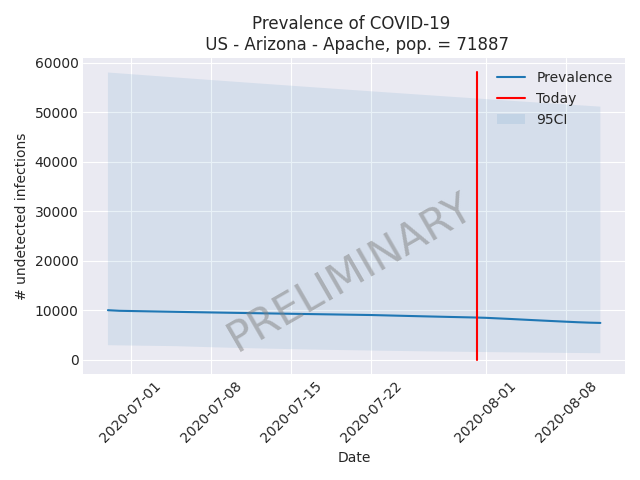 Prevalence of COVID-19
US - Arizona - Apache, pop. = 71887
60000
50000
40000
30000
20000
10000
0
# undetected infections
Prevalence
Today
95CI
PRELIMINARY
2020-07-01
2020-07-08
2020-07-15
2020-07-22
2020-08-01
2020-08-08
Date